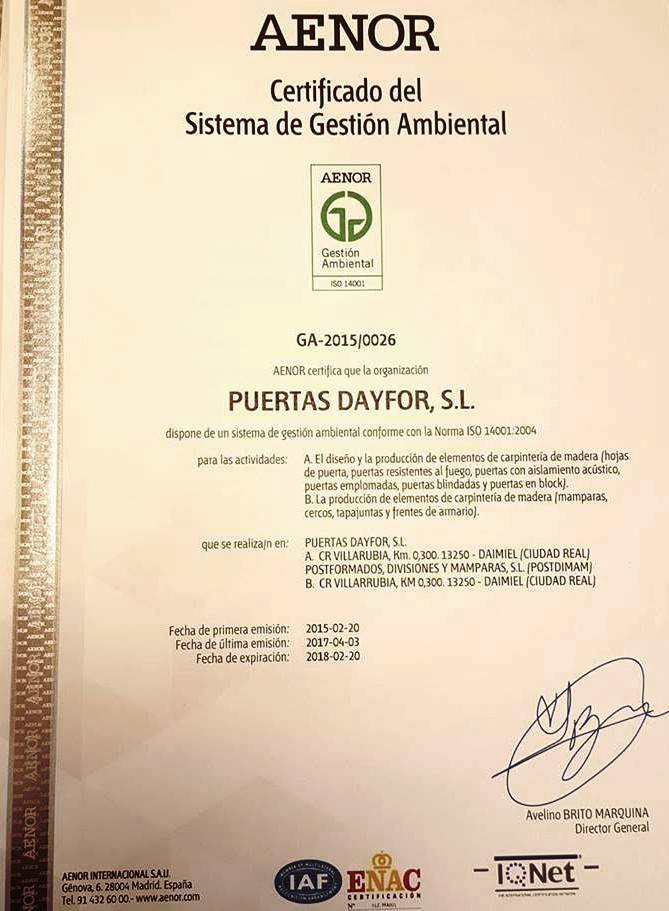 AENOR
Certificado del
Sistema de Gestión Ambiental
AENOR
Gestión
Ambiental
ISO 14001
GA-2015/0026
AENOR certifica que la organización
PUERTAS DAYFOR, S.L.
dispone de un sistema de gestión ambiental conforme con la Norma ISO 14001:2004
para las actividades: A. El diseño y la producción de elementos de carpintería de madera (hojas
de puerta, puertas resistentes al fuego, puertas con aislamiento acústico,
puertas emplomadas, puertas blindadas y puertas en block).
B. La producción de elementos de carpintería de madera (mamparas,
cercos, tapajuntas y frentes de armario).
que se realiza/n en: PUERTAS DAYFOR, S.L.
A. CR VILLARUBIA, Km. 0,300. 13250 - DAIMIEL (CIUDAD REAL)
POSTFORMADOS, DIVISIONES Y MAMPARAS, S.L. (POSTDIMAM)
B. CR VILLARRUBIA, KM 0,300. 13250 - DAIMIEL (CIUDAD REAL)
Fecha de primera emisión: 2015-02-20
Fecha de última emisión: 2017-04-03
Fecha de expiración: 2018-02-20
Avelino BRITO MARQUINA
Director General
AENOR INTERNACIONAL S.A.U.
Génova, 6. 28004 Madrid. España
Tel. 91 432 60 00.- www.aenor.com
IAF
ENAC
CERTIFICACIÓN
IQNet
THE INTERNATIONAL CERTIFICATION NETWORK